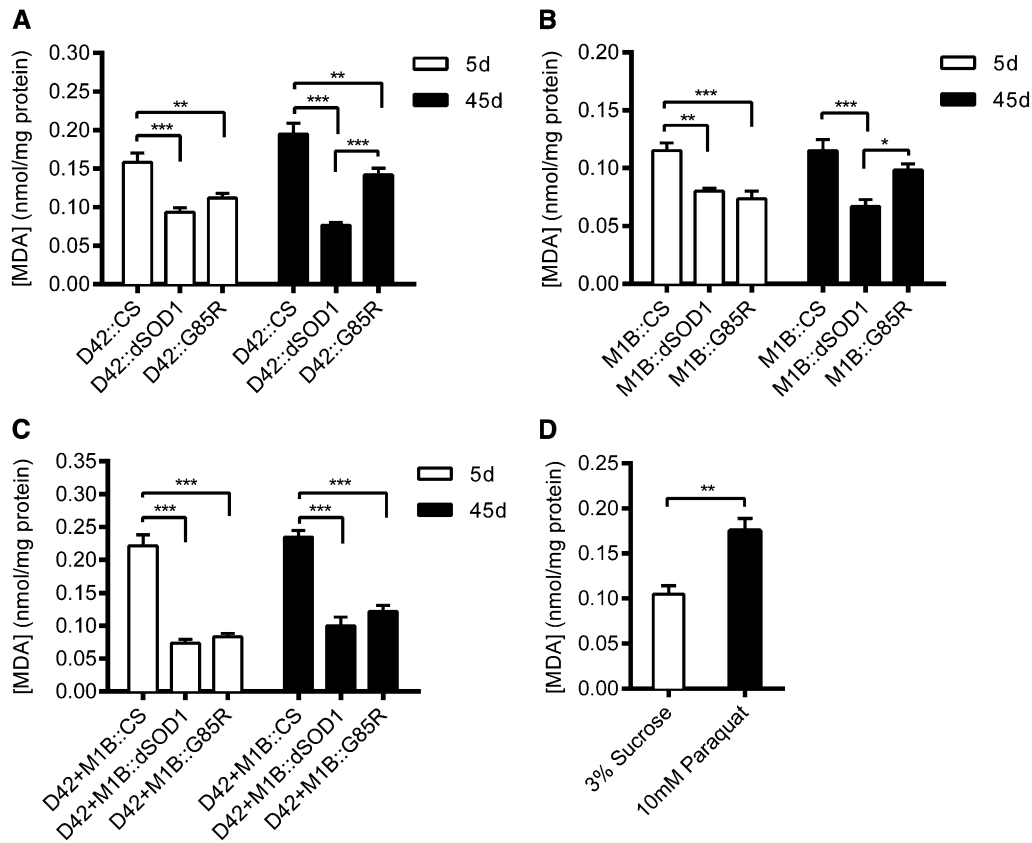 A
[MDA] (nmol/mg protein)
0.30
0.25
0.20
0.15
0.10
0.05
0.00
**
***
**
***
***
5d
45d
D42::CS
D42::dSOD1
D42::G85R
D42::CS
D42::dSOD1
D42::G85R
B
[MDA] (nmol/mg protein)
0.20
0.15
0.10
0.05
0.00
***
**
***
*
5d
45d
M1B::CS
M1B::dSOD1
M1B::G85R
M1B::CS
M1B::dSOD1
M1B::G85R
C
[MDA] (nmol/mg protein)
0.35
0.30
0.25
0.20
0.15
0.10
0.05
0.00
***
***
***
***
5d
45d
D42+M1B::CS
D42+M1B::dSOD1
D42+M1B::G85R
D42+M1B::CS
D42+M1B::dSOD1
D42+M1B::G85R
D
[MDA] (nmol/mg protein)
0.25
0.20
0.15
0.10
0.05
0.00
**
3% Sucrose
10mM Paraquat